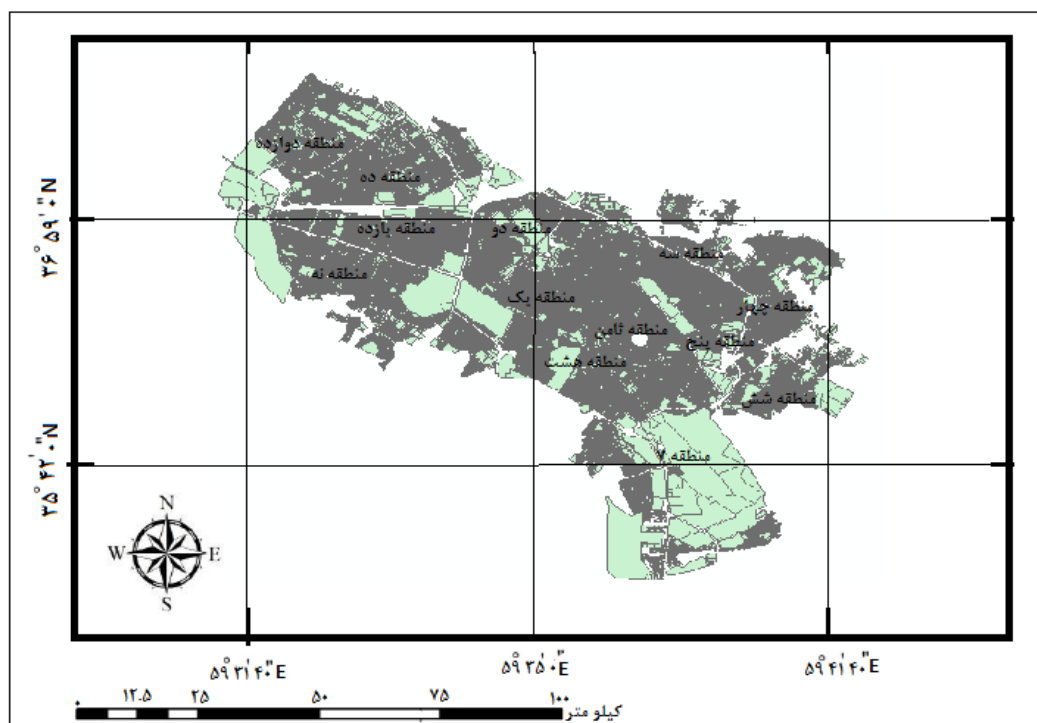 منطقه دوازده
منطقه ده
منطقه یازده
منطقه دو
منطقه سه
منطقه نه
منطقه یک
منطقه چهار
منطقه ثامن
منطقه پنج
منطقه هشت
منطقه شش
منطقه ۷
۳۶° ۵۹' ۰" N
۳۵° ۴۲' ۰" N
N
W E
S
۵۹° ۳۱' ۴۰" E
۵۹° ۳۵' ۰" E
۵۹° ۴۱' ۴۰" E
۰ ۱۲.۵ ۲۵ ۵۰ ۷۵ ۱۰۰
کیلو متر